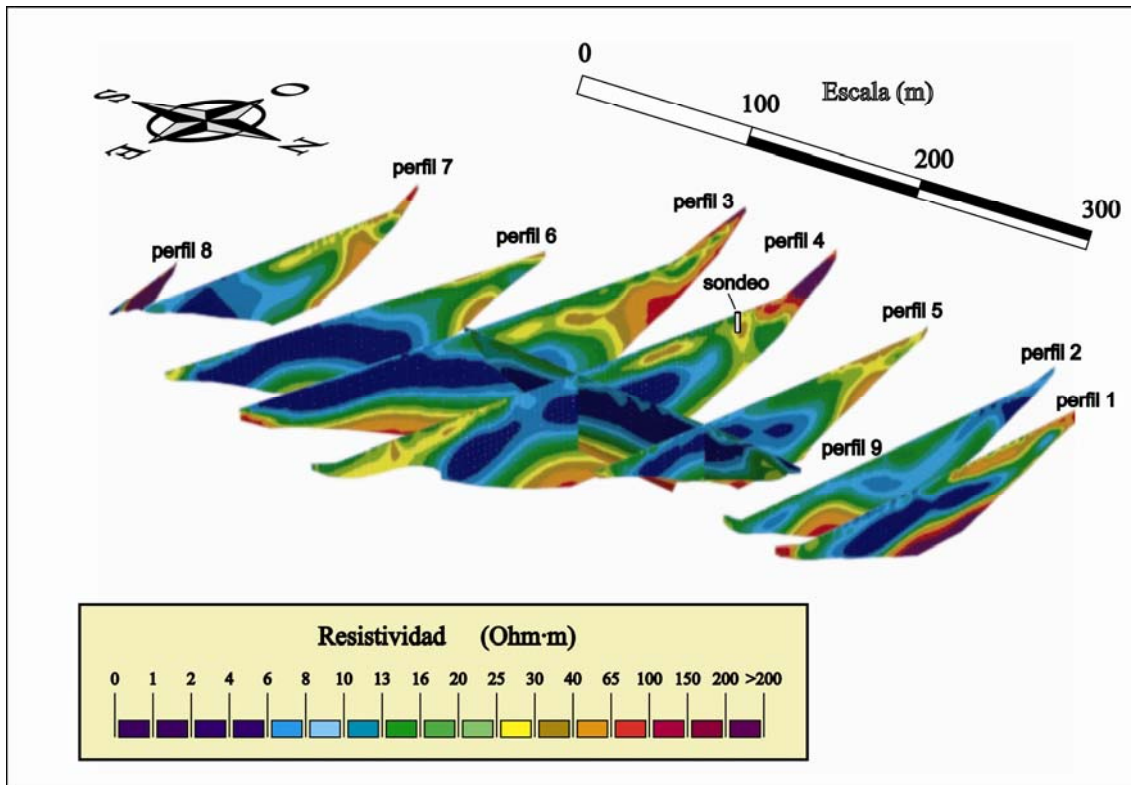 0
Escala (m)
100
200
300
S
O
E
N
perfil 7
perfil 3
perfil 8
perfil 6
perfil 4
sondeo
perfil 5
perfil 2
perfil 1
perfil 9
Resistividad (Ohm·m)
0 1 2 4 6 8 10 13 16 20 25 30 40 65 100 150 200 >200